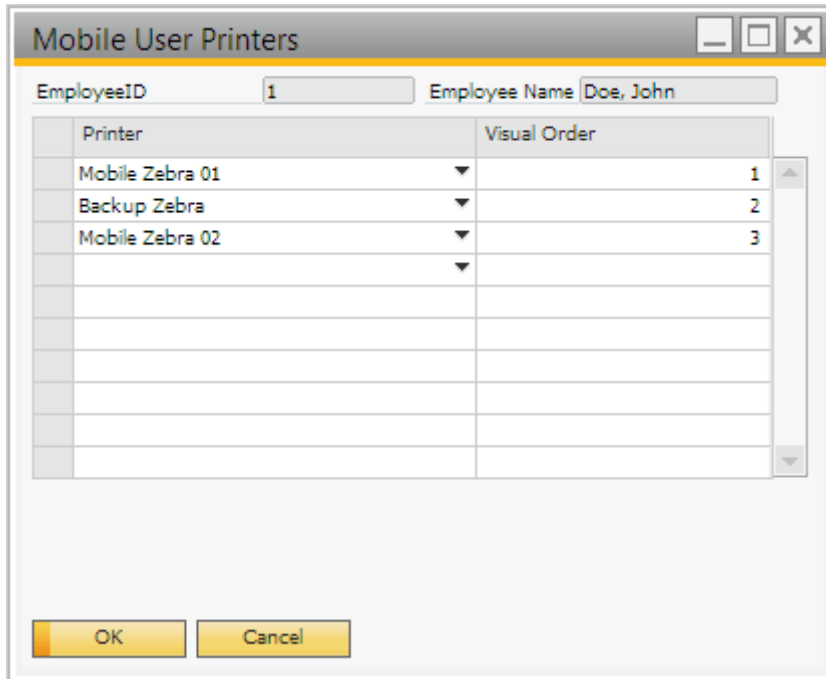 Mobile User Printers
EmployeeID 1 Employee Name Doe, John
Printer Visual Order
Mobile Zebra 01 1
Backup Zebra 2
Mobile Zebra 02 3
OK Cancel